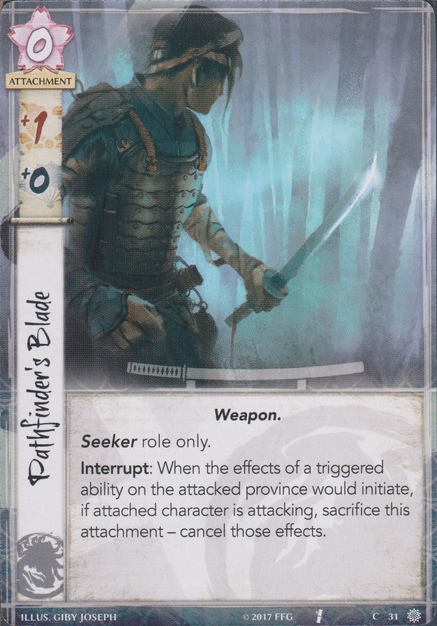 0
ATTACHMENT
+1
+0
Pathfinder's Blade
Weapon.
Seeker role only.
Interrupt: When the effects of a triggered
ability on the attacked province would initiate,
if attached character is attacking, sacrifice this
attachment – cancel those effects.
ILLUS. GIBY JOSEPH © 2017 FFG C 31